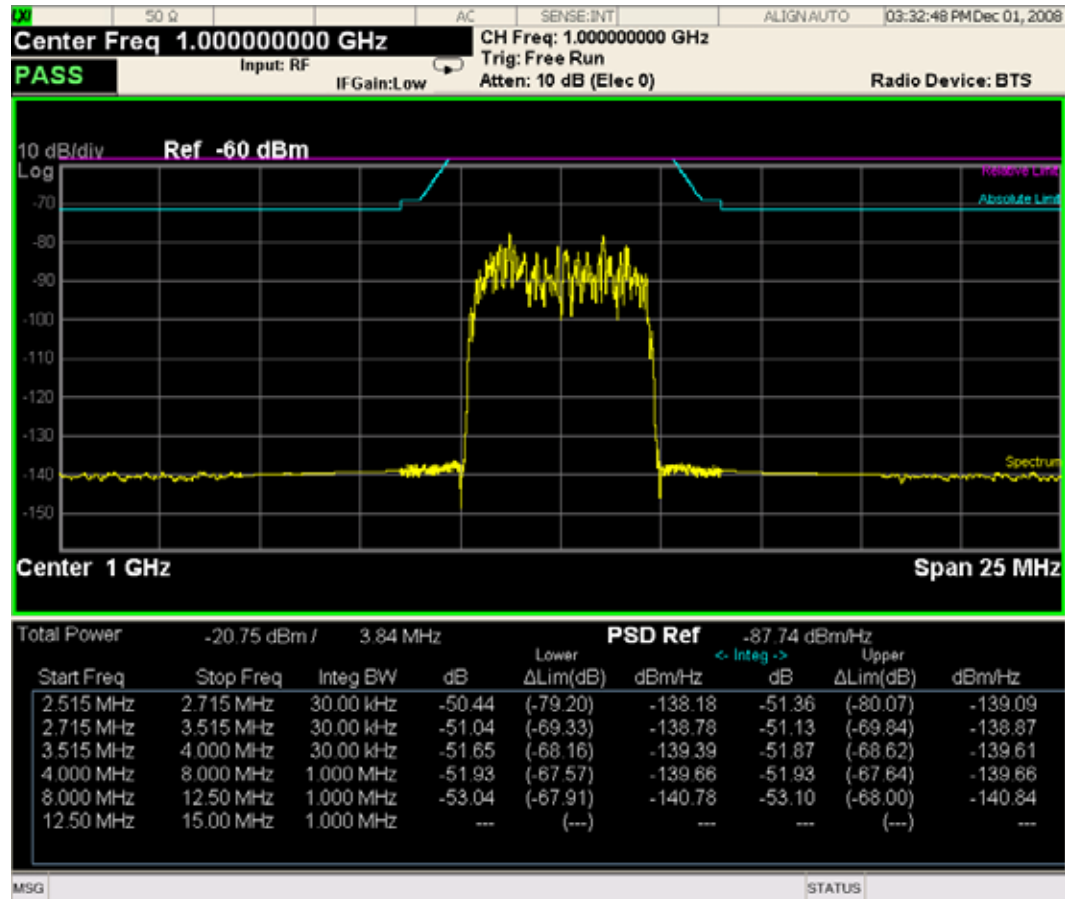 LXI 50 Ω AC SENSE:INT ALIGNAUTO 03:32:48 PM Dec 01, 2008
Center Freq 1.000000000 GHz CH Freq: 1.000000000 GHz
Trig: Free Run
PASS Input: RF IFGain:Low Atten: 10 dB (Elec 0) Radio Device: BTS
10 dB/div Ref -60 dBm
Log
Relative Limit
Absolute Limit
-70
-80
-90
-100
-110
-120
-130
Spectrum
-140
-150
Center 1 GHz Span 25 MHz
Total Power -20.75 dBm / 3.84 MHz PSD Ref -87.74 dBm/Hz
Lower <- Integ -> Upper
Start Freq Stop Freq Integ BW dB ΔLim(dB) dBm/Hz dB ΔLim(dB) dBm/Hz
2.515 MHz 2.715 MHz 30.00 kHz -50.44 (-79.20) -138.18 -51.36 (-80.07) -139.09
2.715 MHz 3.515 MHz 30.00 kHz -51.04 (-69.33) -138.78 -51.13 (-69.84) -138.87
3.515 MHz 4.000 MHz 30.00 kHz -51.65 (-68.16) -139.39 -51.87 (-68.62) -139.61
4.000 MHz 8.000 MHz 1.000 MHz -51.93 (-67.57) -139.66 -51.93 (-67.64) -139.66
8.000 MHz 12.50 MHz 1.000 MHz -53.04 (-67.91) -140.78 -53.10 (-68.00) -140.84
12.50 MHz 15.00 MHz 1.000 MHz --- (---) --- --- (---) ---
MSG STATUS